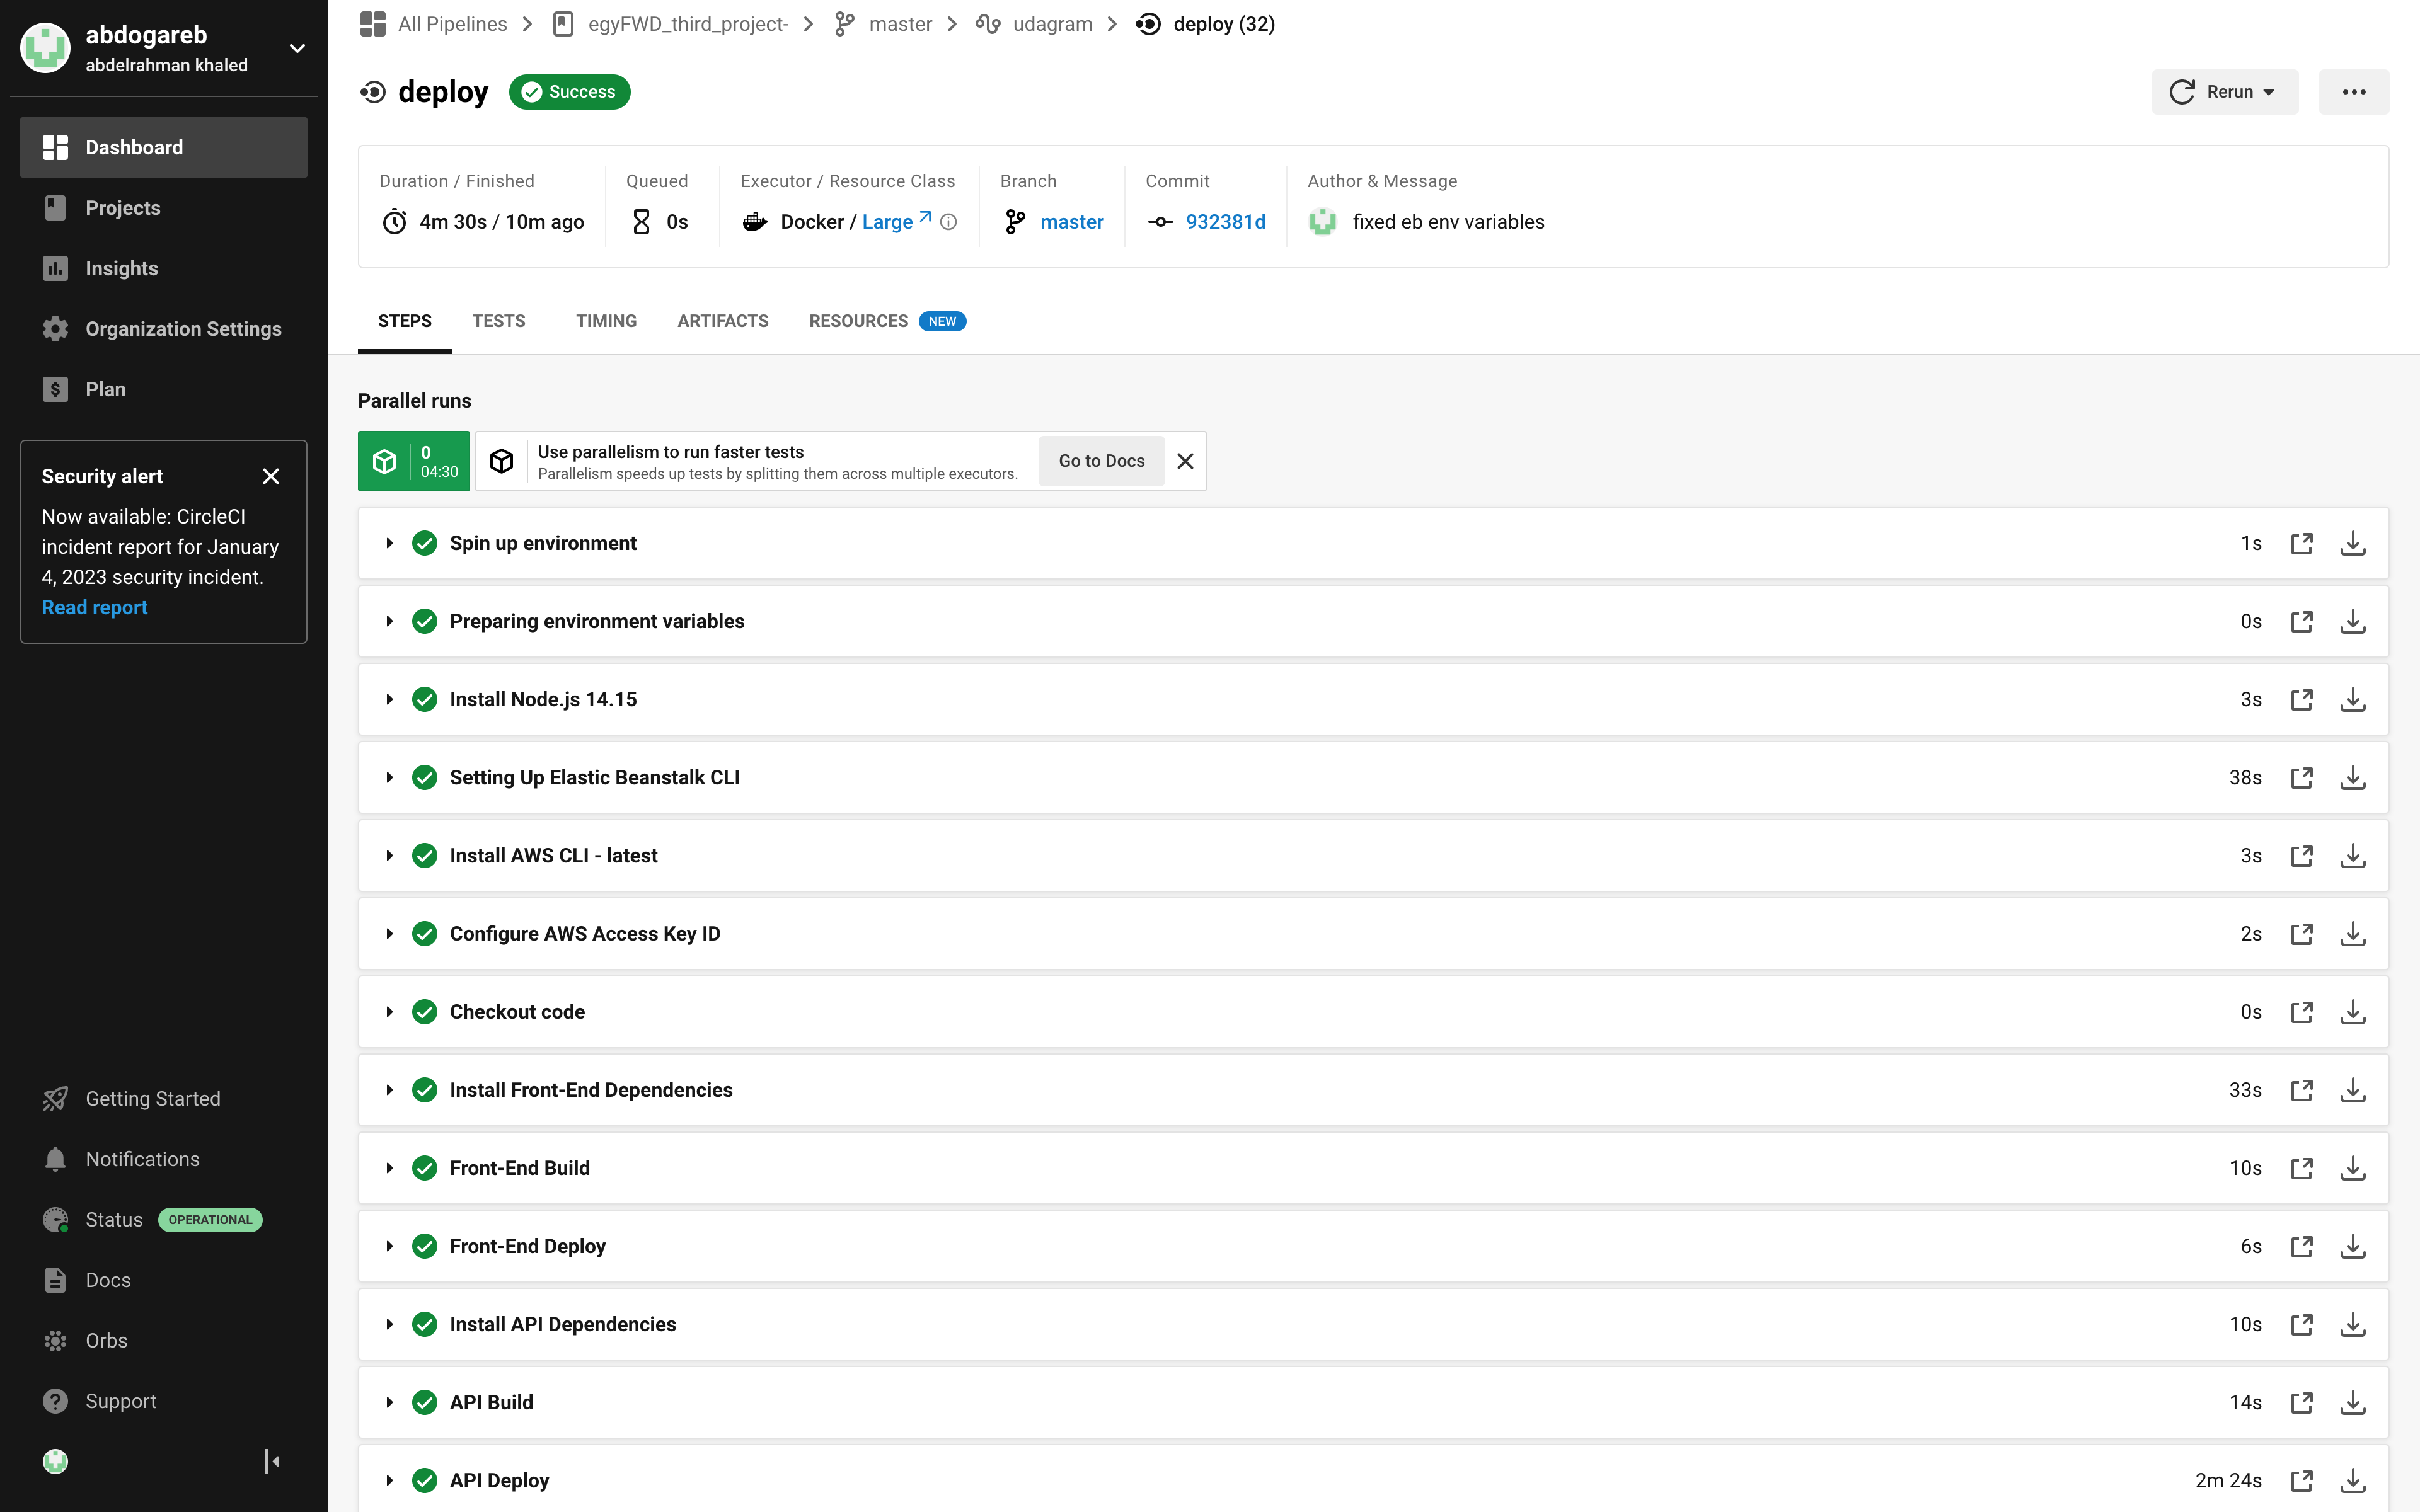 abdogareb
abdelrahman khaled
Dashboard
Projects
Insights
Organization Settings
Plan
Security alert
Now available: CircleCI
incident report for January
4, 2023 security incident.
Read report
Getting Started
Notifications
Status OPERATIONAL
Docs
Orbs
Support
All Pipelines egyFWD_third_project- master udagram deploy (32)
deploy Success
Rerun
Duration / Finished
4m 30s / 10m ago
Queued
0s
Executor / Resource Class
Docker / Large
Branch
master
Commit
932381d
Author & Message
fixed eb env variables
STEPS TESTS TIMING ARTIFACTS RESOURCES NEW
Parallel runs
0
04:30
Use parallelism to run faster tests
Parallelism speeds up tests by splitting them across multiple executors.
Go to Docs
Spin up environment 1s
Preparing environment variables 0s
Install Node.js 14.15 3s
Setting Up Elastic Beanstalk CLI 38s
Install AWS CLI - latest 3s
Configure AWS Access Key ID 2s
Checkout code 0s
Install Front-End Dependencies 33s
Front-End Build 10s
Front-End Deploy 6s
Install API Dependencies 10s
API Build 14s
API Deploy 2m 24s